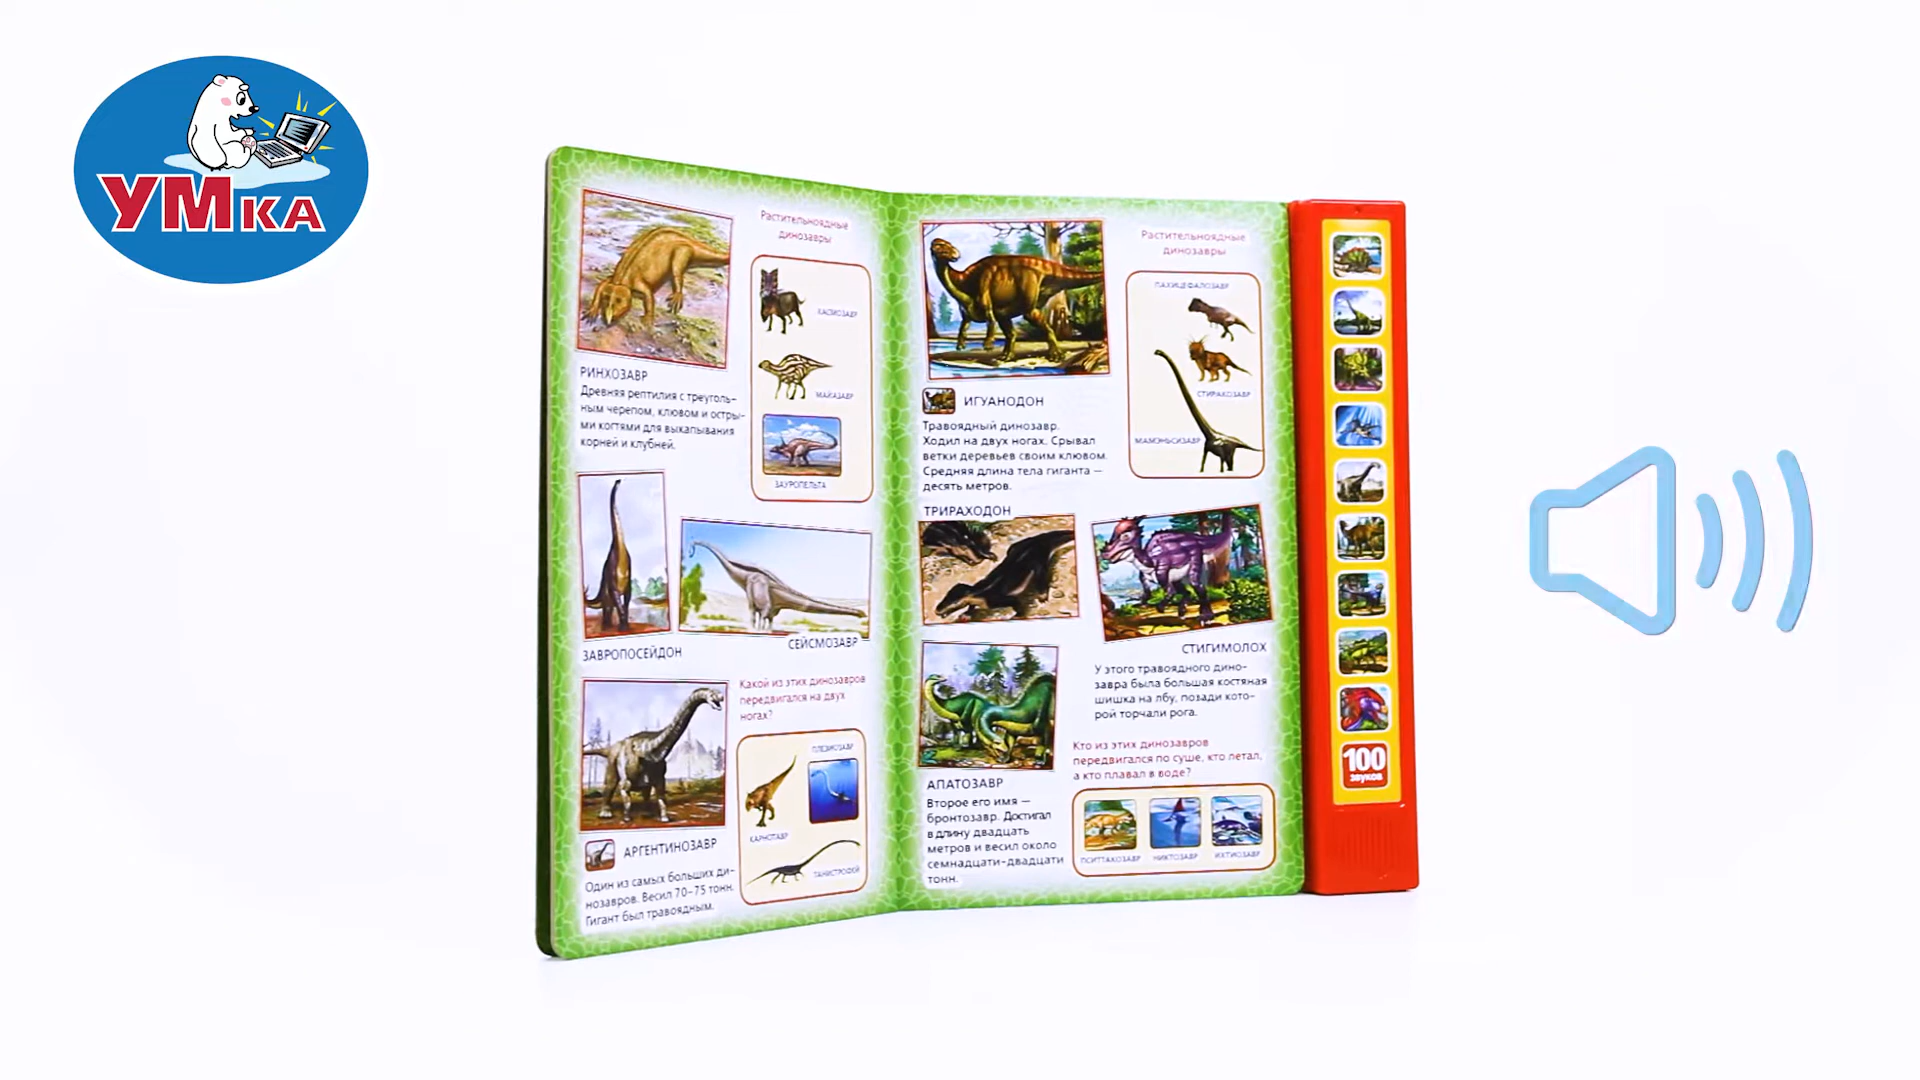 УМКА
Растительноядные
динозавры
ХАСМОЗАВР
МАЙАЗАВР
ЗАУРОПЕЛЬТА
РИНХОЗАВР
Древняя рептилия с треуголь-
ным черепом, клювом и остры-
ми когтями для выкапывания
корней и клубней.
ЗАВРОПОСЕЙДОН
СЕЙСМОЗАВР
Какой из этих динозавров
передвигался на двух
ногах?
ПЛЕЗИОЗАВР
КАРНОТАВР
ТАНИСТРОФЕЙ
АРГЕНТИНОЗАВР
Один из самых больших ди-
нозавров. Весил 70-75 тонн.
Гигант был травоядным.
Растительноядные
динозавры
ПАХИЦЕФАЛОЗАВР
СТИРАКОЗАВР
МАМЭНЬСИЗАВР
ИГУАНОДОН
Травоядный динозавр.
Ходил на двух ногах. Срывал
ветки деревьев своим клювом.
Средняя длина тела гиганта —
десять метров.
ТРИРАХОДОН
СТИГИМОЛОХ
У этого травоядного дино-
завра была большая костяная
шишка на лбу, позади кото-
рой торчали рога.
АПАТОЗАВР
Второе его имя —
бронтозавр. Достигал
в длину двадцать
метров и весил около
семнадцати-двадцати
тонн.
Кто из этих динозавров
передвигался по суше, кто летал,
а кто плавал в воде?
ПСИТТАКОЗАВР
НИКТОЗАВР
ИХТИОЗАВР
100
звуков